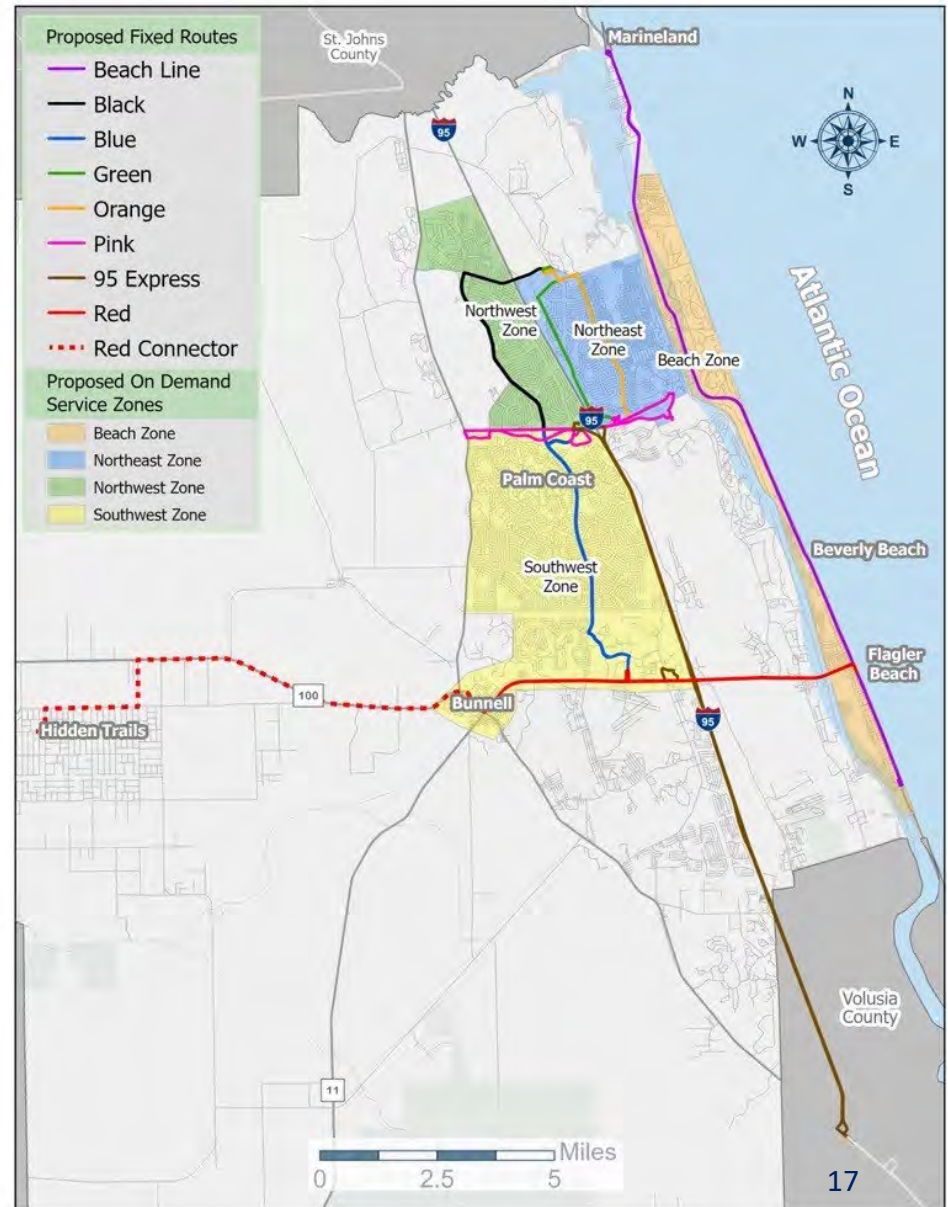 Proposed Fixed Routes
Beach Line
Black
Blue
Green
Orange
Pink
95 Express
Red
Red Connector
Proposed On Demand
Service Zones
Beach Zone
Northeast Zone
Northwest Zone
Southwest Zone
St. Johns
County
Marineland
95
N
W
E
S
Atlantic Ocean
Northwest
Zone
Northeast
Zone
Beach Zone
95
Palm Coast
Beverly Beach
Southwest
Zone
Flagler
Beach
100
Bunnell
Hidden Trails
95
Volusia
County
11
Miles
0
2.5
5
17